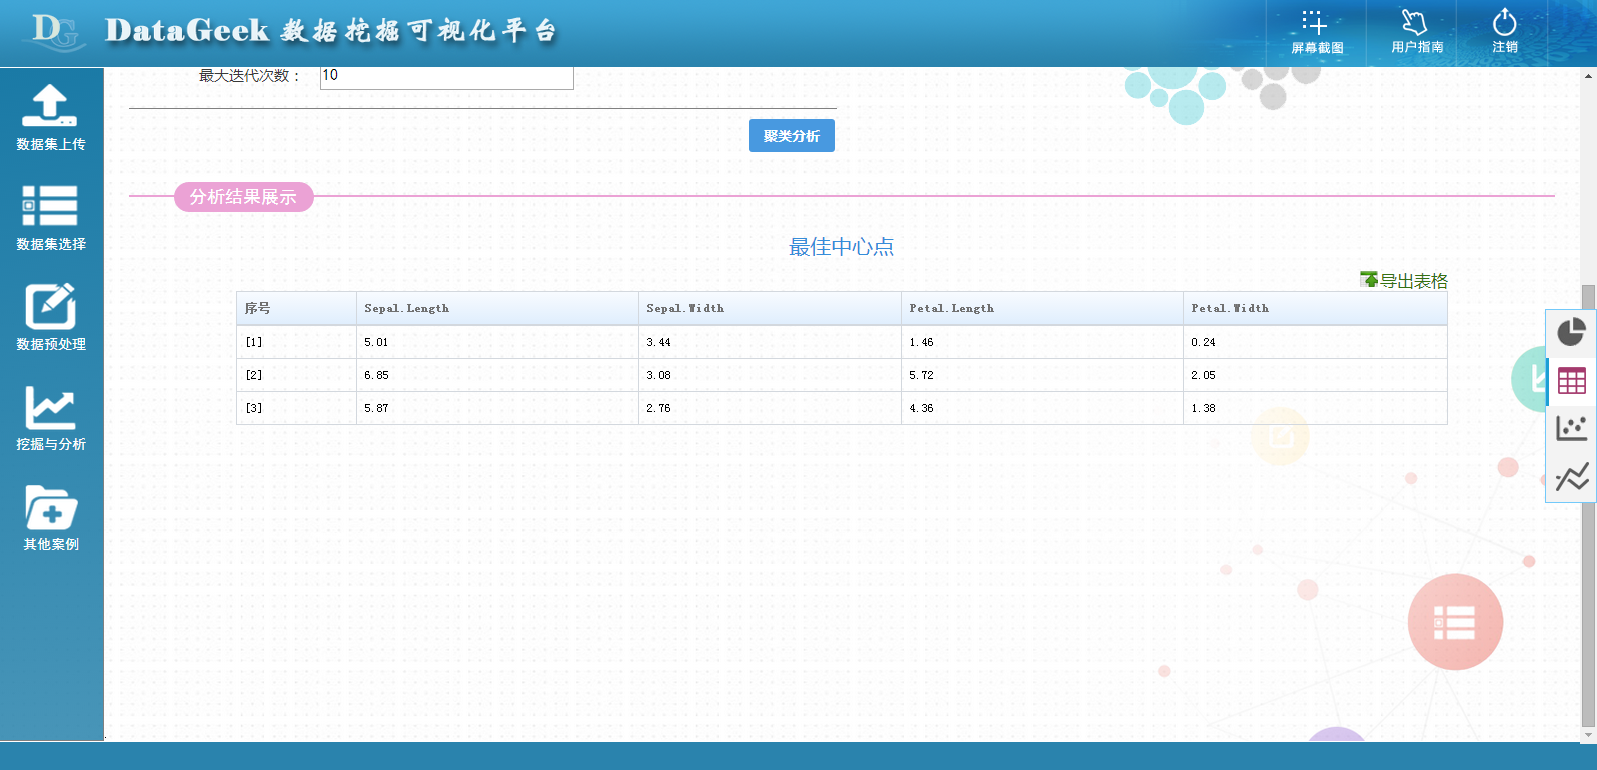 DG DataGeek 数据挖掘可视化平台
屏幕截图 用户指南 注销
数据集上传
数据集选择
数据预处理
挖掘与分析
其他案例
最大迭代次数： 10
聚类分析
分析结果展示
最佳中心点
导出表格
序号 Sepal.Length Sepal.Width Petal.Length Petal.Width
[1] 5.01 3.44 1.46 0.24
[2] 6.85 3.08 5.72 2.05
[3] 5.87 2.76 4.36 1.38